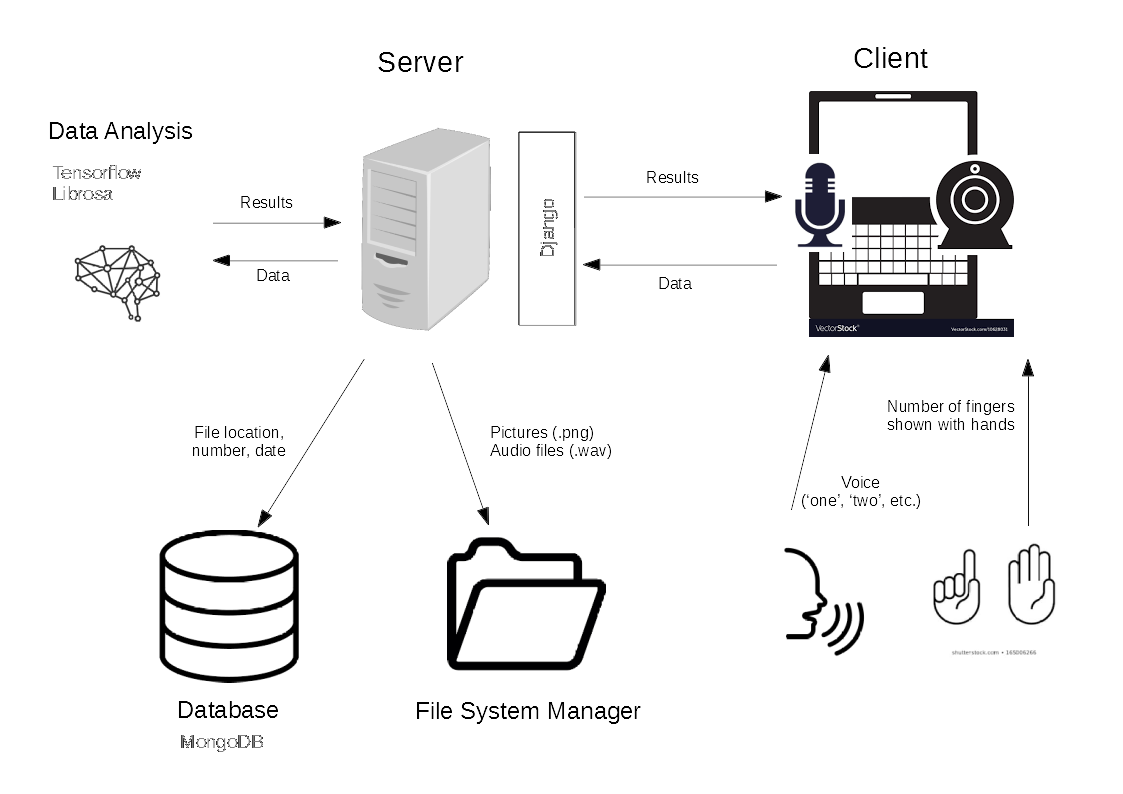 Server
Client
Data Analysis
Tensorflow
Librosa
Results
Data
Django
Results
Data
VectorStock®
VectorStock.com/10428031
File location,
number, date
Pictures (.png)
Audio files (.wav)
Number of fingers
shown with hands
Voice
(‘one’, ‘two’, etc.)
shutterstock.com • 165006266
Database
MongoDB
File System Manager